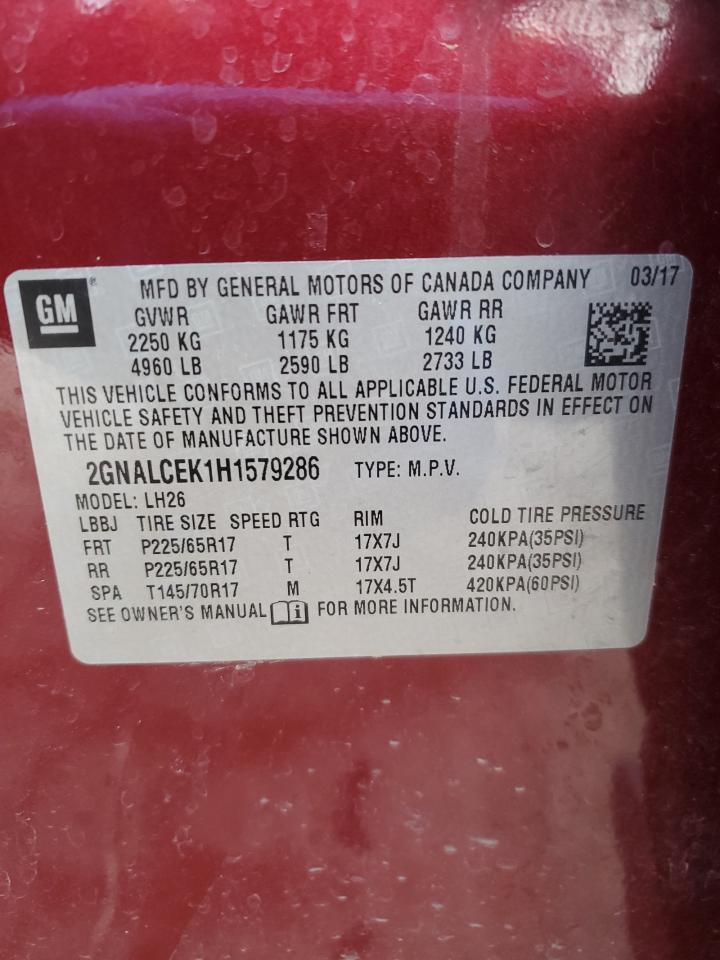 MFD BY GENERAL MOTORS OF CANADA COMPANY 03/17
GM ®
GVWR GAWR FRT GAWR RR
2250 KG 1175 KG 1240 KG
4960 LB 2590 LB 2733 LB
THIS VEHICLE CONFORMS TO ALL APPLICABLE U.S. FEDERAL MOTOR
VEHICLE SAFETY AND THEFT PREVENTION STANDARDS IN EFFECT ON
THE DATE OF MANUFACTURE SHOWN ABOVE.
2GNALCEK1H1579286 TYPE: M.P.V.
MODEL: LH26
LBBJ TIRE SIZE SPEED RTG RIM COLD TIRE PRESSURE
FRT P225/65R17 T 17X7J 240KPA(35PSI)
RR P225/65R17 T 17X7J 240KPA(35PSI)
SPA T145/70R17 M 17X4.5T 420KPA(60PSI)
SEE OWNER'S MANUAL i FOR MORE INFORMATION.